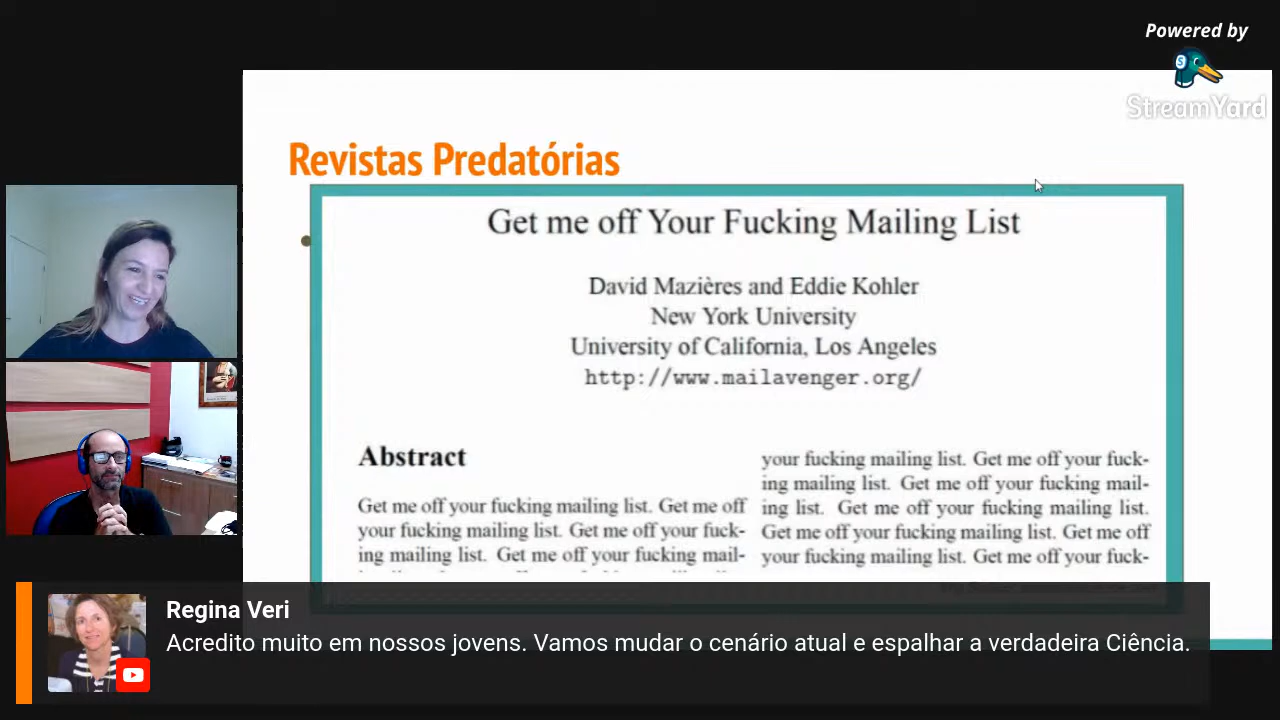 Powered by
StreamYard
Revistas Predatórias
Get me off Your Fucking Mailing List
David Mazières and Eddie Kohler
New York University
University of California, Los Angeles
http://www.mailavenger.org/
Abstract
Get me off your fucking mailing list. Get me off
your fucking mailing list. Get me off your fuck-
ing mailing list. Get me off your fucking mail-
your fucking mailing list. Get me off your fuck-
ing mailing list. Get me off your fucking mail-
ing list. Get me off your fucking mailing list.
Get me off your fucking mailing list. Get me off
your fucking mailing list. Get me off your fuck-
Regina Veri
Acredito muito em nossos jovens. Vamos mudar o cenário atual e espalhar a verdadeira Ciência.